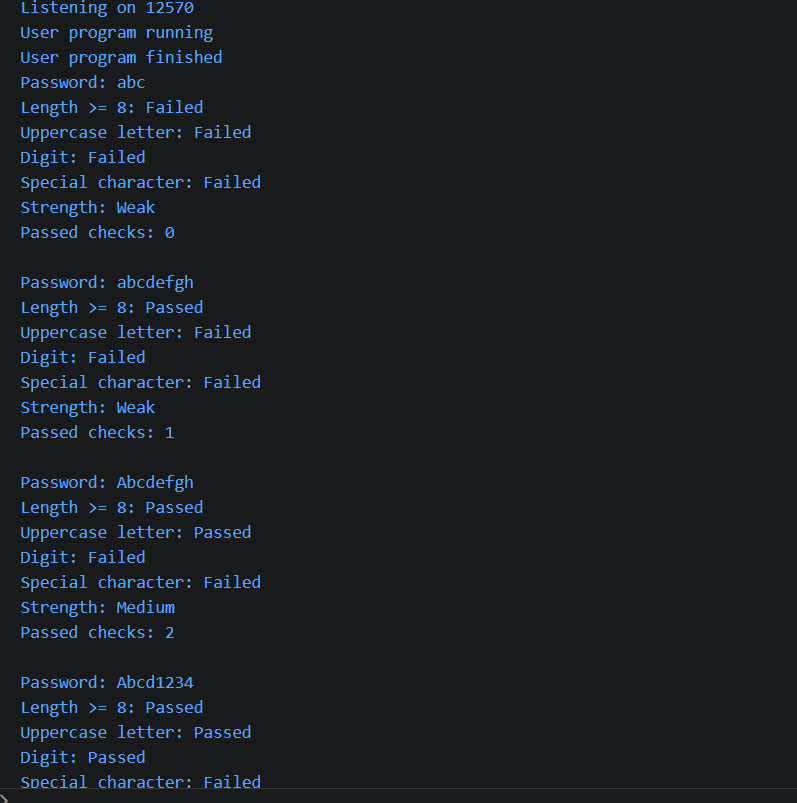 Listening on 12570
User program running
User program finished
Password: abc
Length >= 8: Failed
Uppercase letter: Failed
Digit: Failed
Special character: Failed
Strength: Weak
Passed checks: 0

Password: abcdefgh
Length >= 8: Passed
Uppercase letter: Failed
Digit: Failed
Special character: Failed
Strength: Weak
Passed checks: 1

Password: Abcdefgh
Length >= 8: Passed
Uppercase letter: Passed
Digit: Failed
Special character: Failed
Strength: Medium
Passed checks: 2

Password: Abcd1234
Length >= 8: Passed
Uppercase letter: Passed
Digit: Passed
Special character: Failed